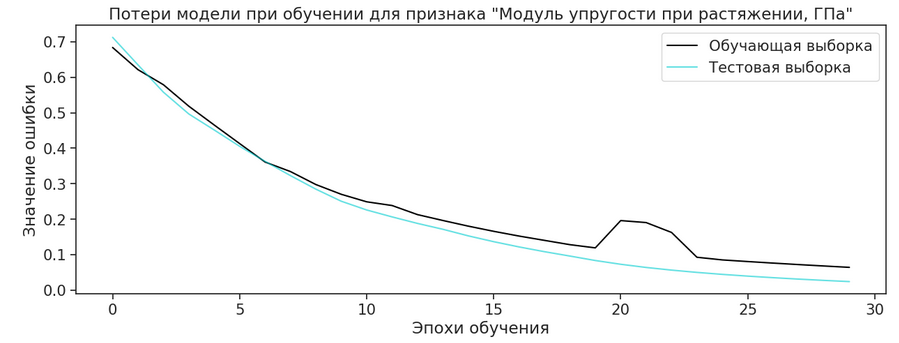 Потери модели при обучении для признака "Модуль упругости при растяжении, ГПа"
Обучающая выборка
Тестовая выборка
Значение ошибки
0.7
0.6
0.5
0.4
0.3
0.2
0.1
0.0
0 5 10 15 20 25 30
Эпохи обучения